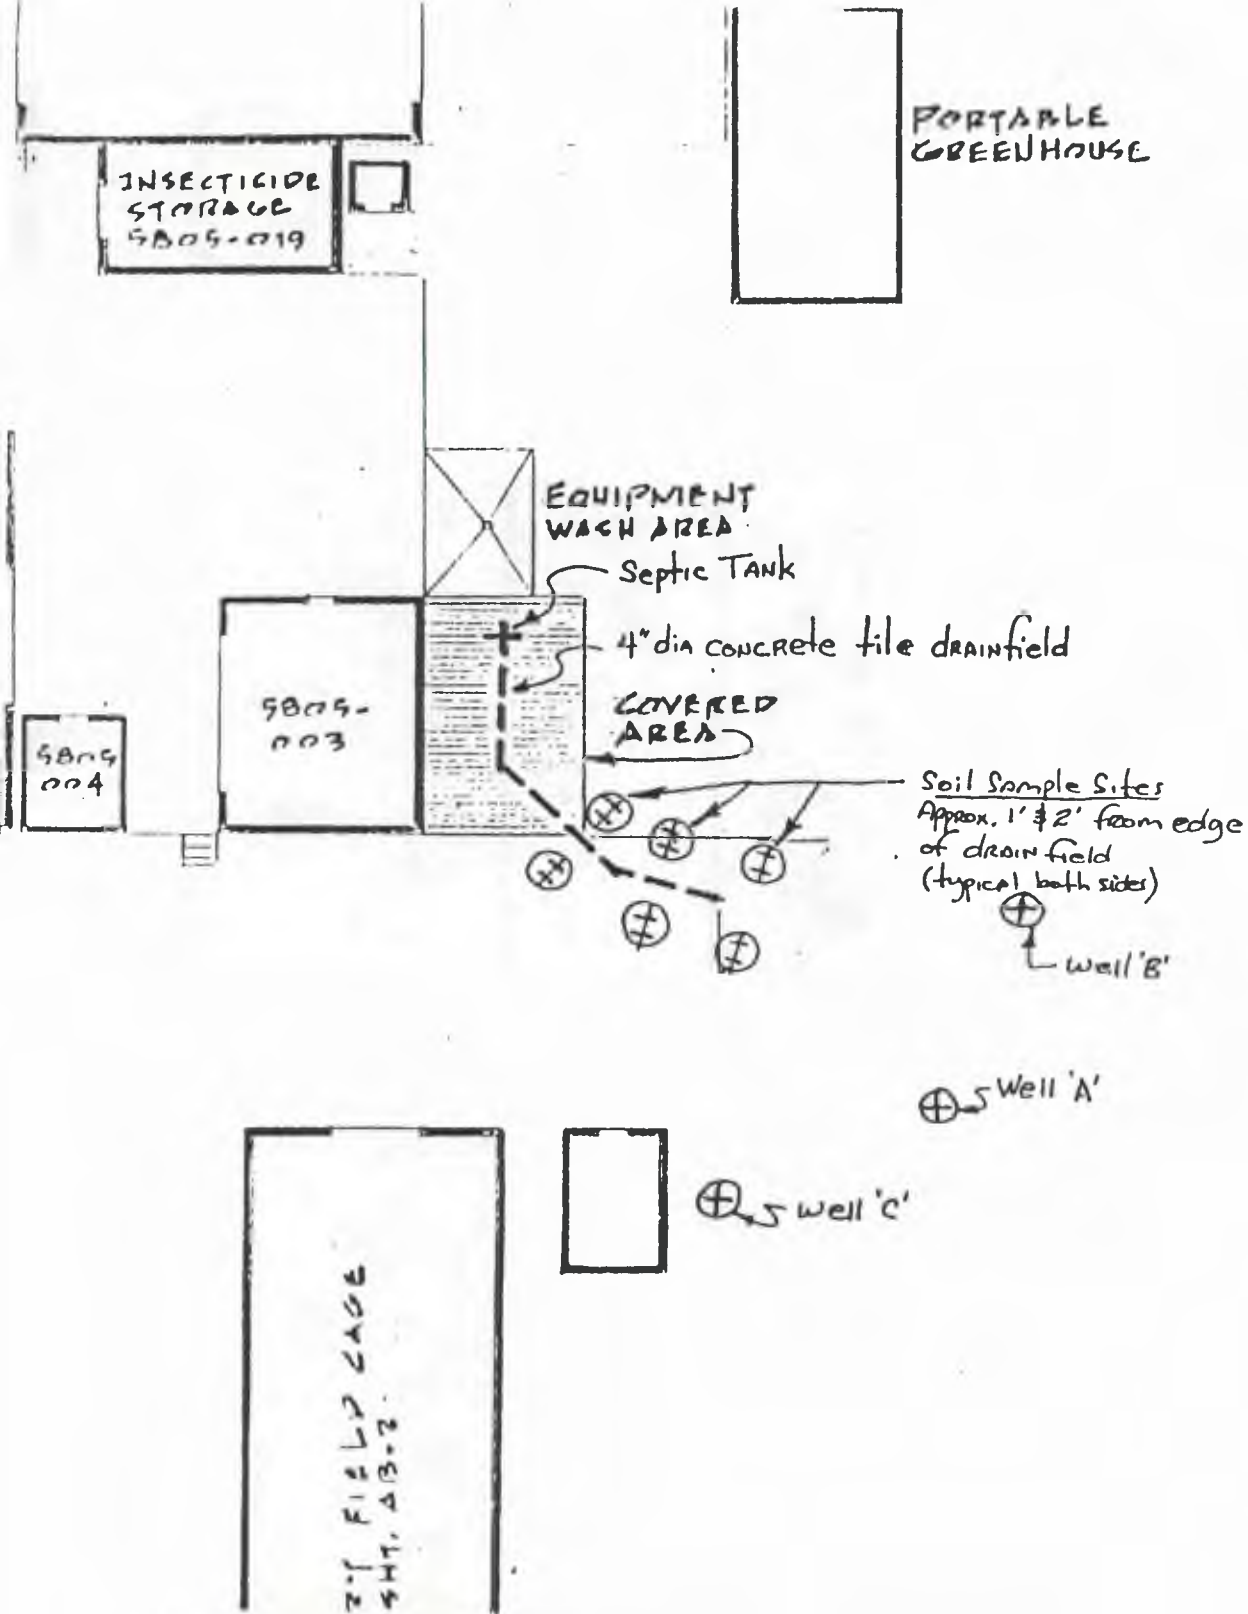 PORTABLE
GREENHOUSE
INSECTICIDE
STORAGE
5805-019
EQUIPMENT
WASH AREA
Septic TANK
4" dia CONCRETE tile DRAINfield
COVERED
AREA
5805-
003
5805
004
Soil Sample Sites
Approx. 1' & 2' from edge
of DRAIN field
(typical both sides)
Well 'B'
Well 'A'
Well 'C'
FIELD CAGE
SHT. AB-2